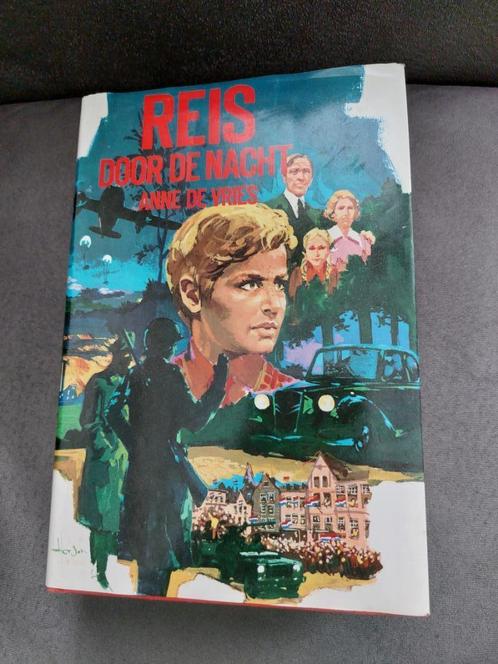 REIS
DOOR DE NACHT
ANNE DE VRIES